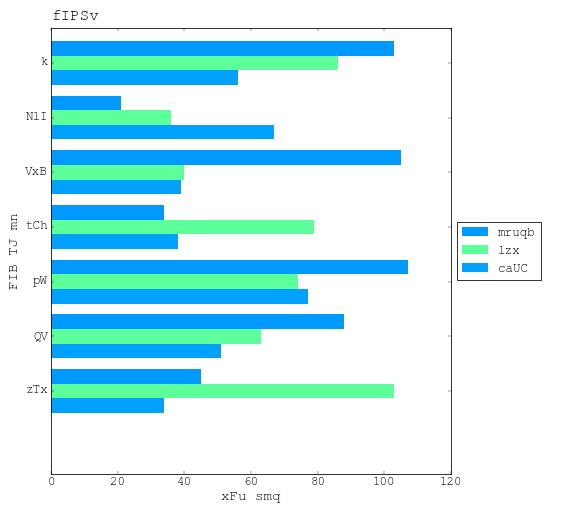 fIPSv
k
NlI
VxB
tCh
pW
QV
zTx
FIB TJ mn
0 20 40 60 80 100 120
xFu smq
mruqb
lzx
caUC